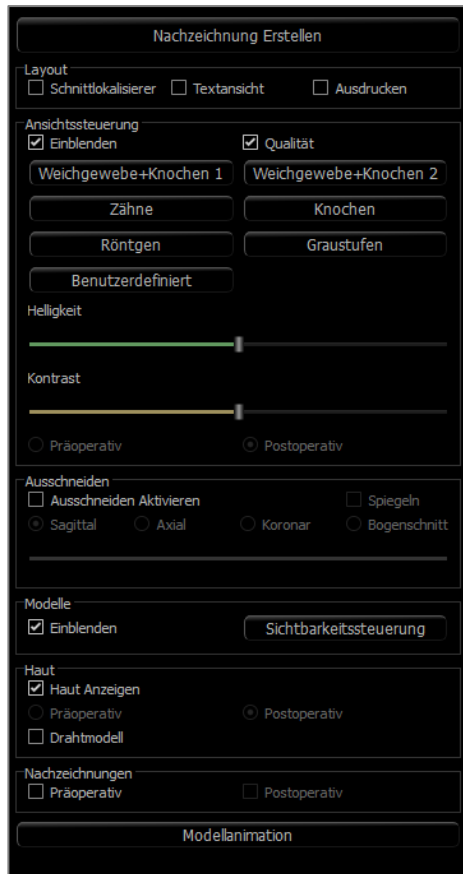 Nachzeichnung Erstellen
Layout
Schnittlokalisierer Textansicht Ausdrucken
Ansichtssteuerung
Einblenden Qualität
Weichgewebe+Knochen 1 Weichgewebe+Knochen 2
Zähne Knochen
Röntgen Graustufen
Benutzerdefiniert
Helligkeit
Kontrast
Präoperativ Postoperativ
Ausschneiden
Ausschneiden Aktivieren Spiegeln
Sagittal Axial Koronar Bogenschnitt
Modelle
Einblenden Sichtbarkeitssteuerung
Haut
Haut Anzeigen
Präoperativ Postoperativ
Drahtmodell
Nachzeichnungen
Präoperativ Postoperativ
Modellanimation